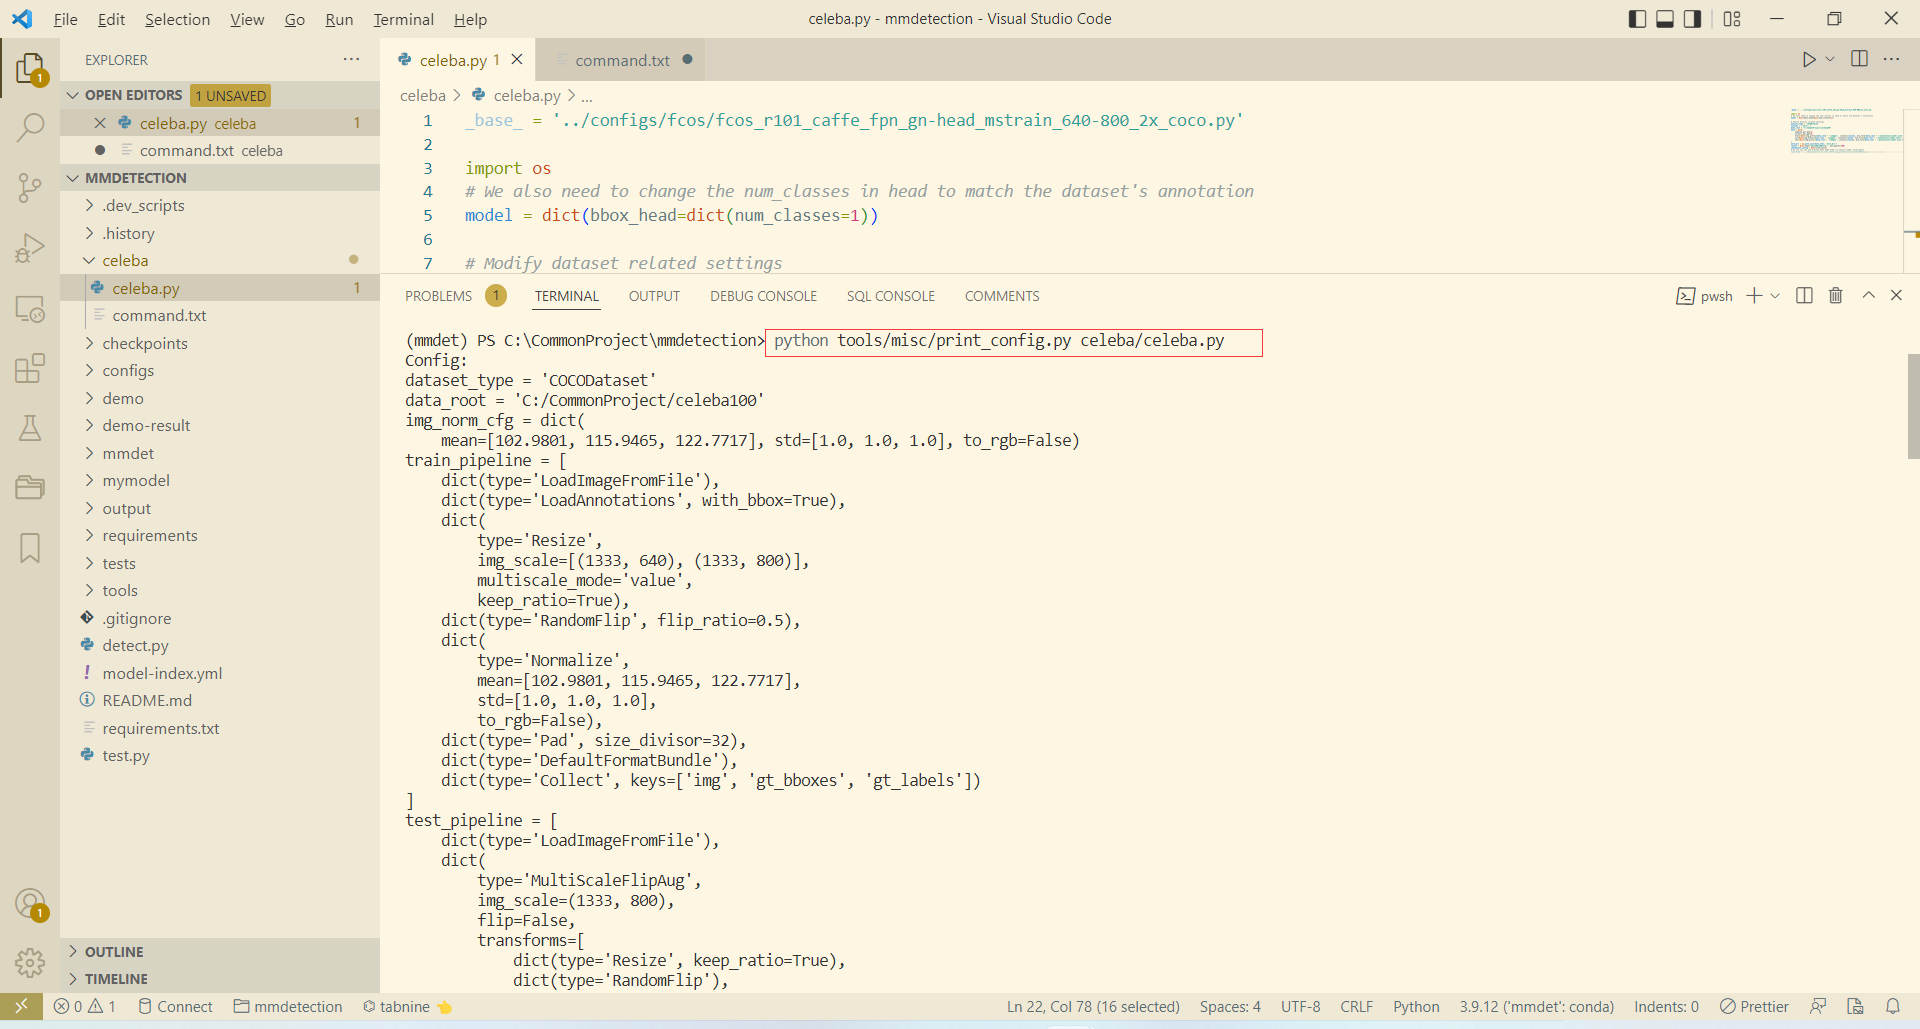 File Edit Selection View Go Run Terminal Help celeba.py - mmdetection - Visual Studio Code
EXPLORER
OPEN EDITORS 1 UNSAVED
celeba.py celeba 1
command.txt celeba
MMDETECTION
.dev_scripts
.history
celeba
celeba.py 1
command.txt
checkpoints
configs
demo
demo-result
mmdet
mymodel
output
requirements
tests
tools
.gitignore
detect.py
model-index.yml
README.md
requirements.txt
test.py
OUTLINE
TIMELINE
1
1
celeba.py 1 command.txt
celeba > celeba.py > ...
1 _base_ = '../configs/fcos/fcos_r101_caffe_fpn_gn-head_mstrain_640-800_2x_coco.py'
2
3 import os
4 # We also need to change the num_classes in head to match the dataset's annotation
5 model = dict(bbox_head=dict(num_classes=1))
6
7 # Modify dataset related settings
PROBLEMS 1 TERMINAL OUTPUT DEBUG CONSOLE SQL CONSOLE COMMENTS pwsh
(mmdet) PS C:\CommonProject\mmdetection> python tools/misc/print_config.py celeba/celeba.py
Config:
dataset_type = 'COCODataset'
data_root = 'C:/CommonProject/celeba100'
img_norm_cfg = dict(
    mean=[102.9801, 115.9465, 122.7717], std=[1.0, 1.0, 1.0], to_rgb=False)
train_pipeline = [
    dict(type='LoadImageFromFile'),
    dict(type='LoadAnnotations', with_bbox=True),
    dict(
        type='Resize',
        img_scale=[(1333, 640), (1333, 800)],
        multiscale_mode='value',
        keep_ratio=True),
    dict(type='RandomFlip', flip_ratio=0.5),
    dict(
        type='Normalize',
        mean=[102.9801, 115.9465, 122.7717],
        std=[1.0, 1.0, 1.0],
        to_rgb=False),
    dict(type='Pad', size_divisor=32),
    dict(type='DefaultFormatBundle'),
    dict(type='Collect', keys=['img', 'gt_bboxes', 'gt_labels'])
]
test_pipeline = [
    dict(type='LoadImageFromFile'),
    dict(
        type='MultiScaleFlipAug',
        img_scale=(1333, 800),
        flip=False,
        transforms=[
            dict(type='Resize', keep_ratio=True),
            dict(type='RandomFlip'),
0 1 Connect mmdetection tabnine Ln 22, Col 78 (16 selected) Spaces: 4 UTF-8 CRLF Python 3.9.12 ('mmdet': conda) Indents: 0 Prettier